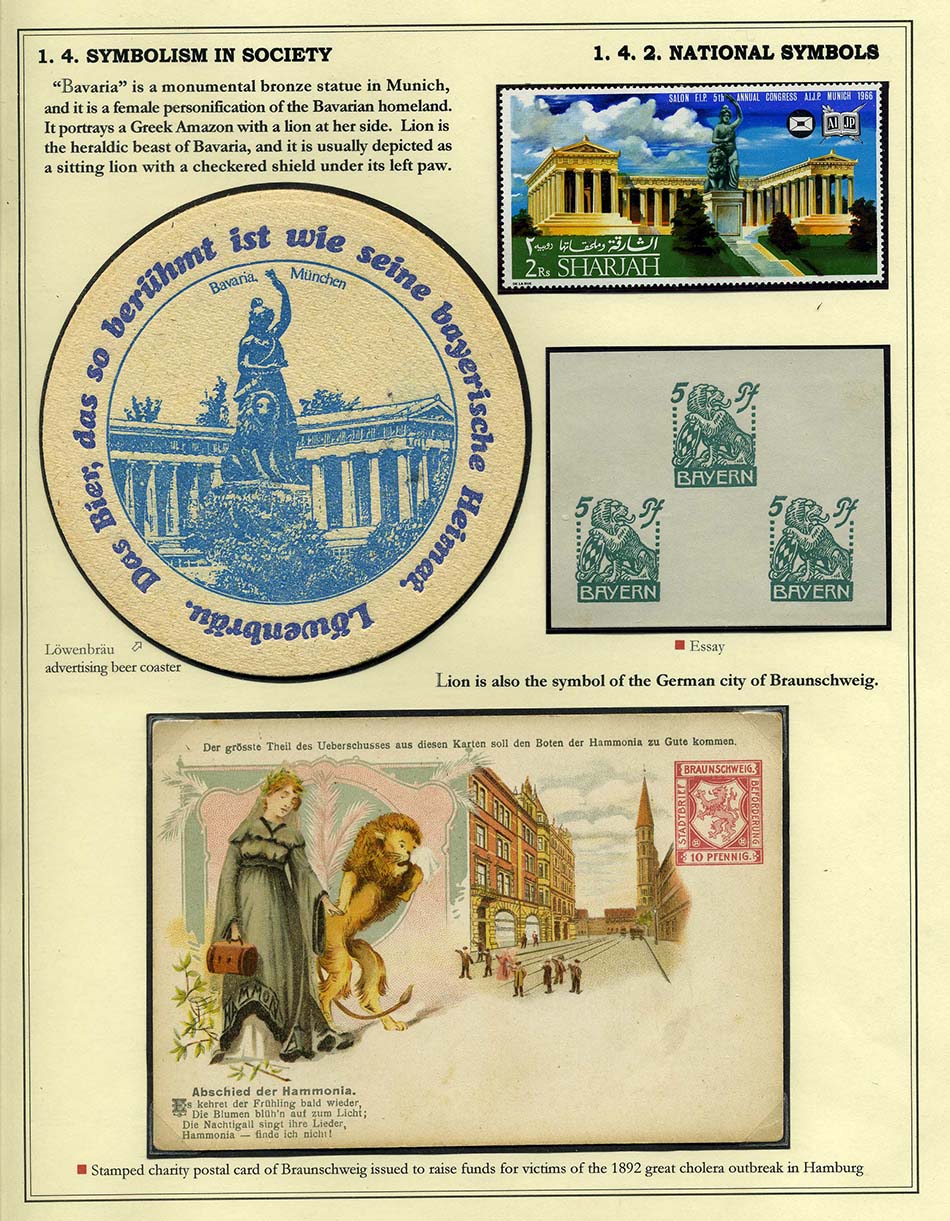 1. 4. SYMBOLISM IN SOCIETY
1. 4. 2. NATIONAL SYMBOLS
“Bavaria” is a monumental bronze statue in Munich,
and it is a female personification of the Bavarian homeland.
It portrays a Greek Amazon with a lion at her side. Lion is
the heraldic beast of Bavaria, and it is usually depicted as
a sitting lion with a checkered shield under its left paw.
SALON F.I.P. 5th ANNUAL CONGRESS A.I.J.P. MUNICH 1966
AI JP
٢ روبيه الشارقة وملحقاتها
2 Rs SHARJAH
DE LA RUE
Das Bier, das so berühmt ist wie seine bayerische Heimat. Löwenbräu.
Bavaria, München
5 Pf
BAYERN
5 Pf
BAYERN
5 Pf
BAYERN
Essay
Löwenbräu
advertising beer coaster
Lion is also the symbol of the German city of Braunschweig.
Der grösste Theil des Ueberschusses aus diesen Karten soll den Boten der Hammonia zu Gute kommen.
BRAUNSCHWEIG.
STADTBRIEF
BEFÖRDERUNG
10 PFENNIG.
HAMMONIA
Abschied der Hammonia.
Es kehret der Frühling bald wieder,
Die Blumen blüh'n auf zum Licht;
Die Nachtigall singt ihre Lieder,
Hammonia — finde ich nicht!
Stamped charity postal card of Braunschweig issued to raise funds for victims of the 1892 great cholera outbreak in Hamburg